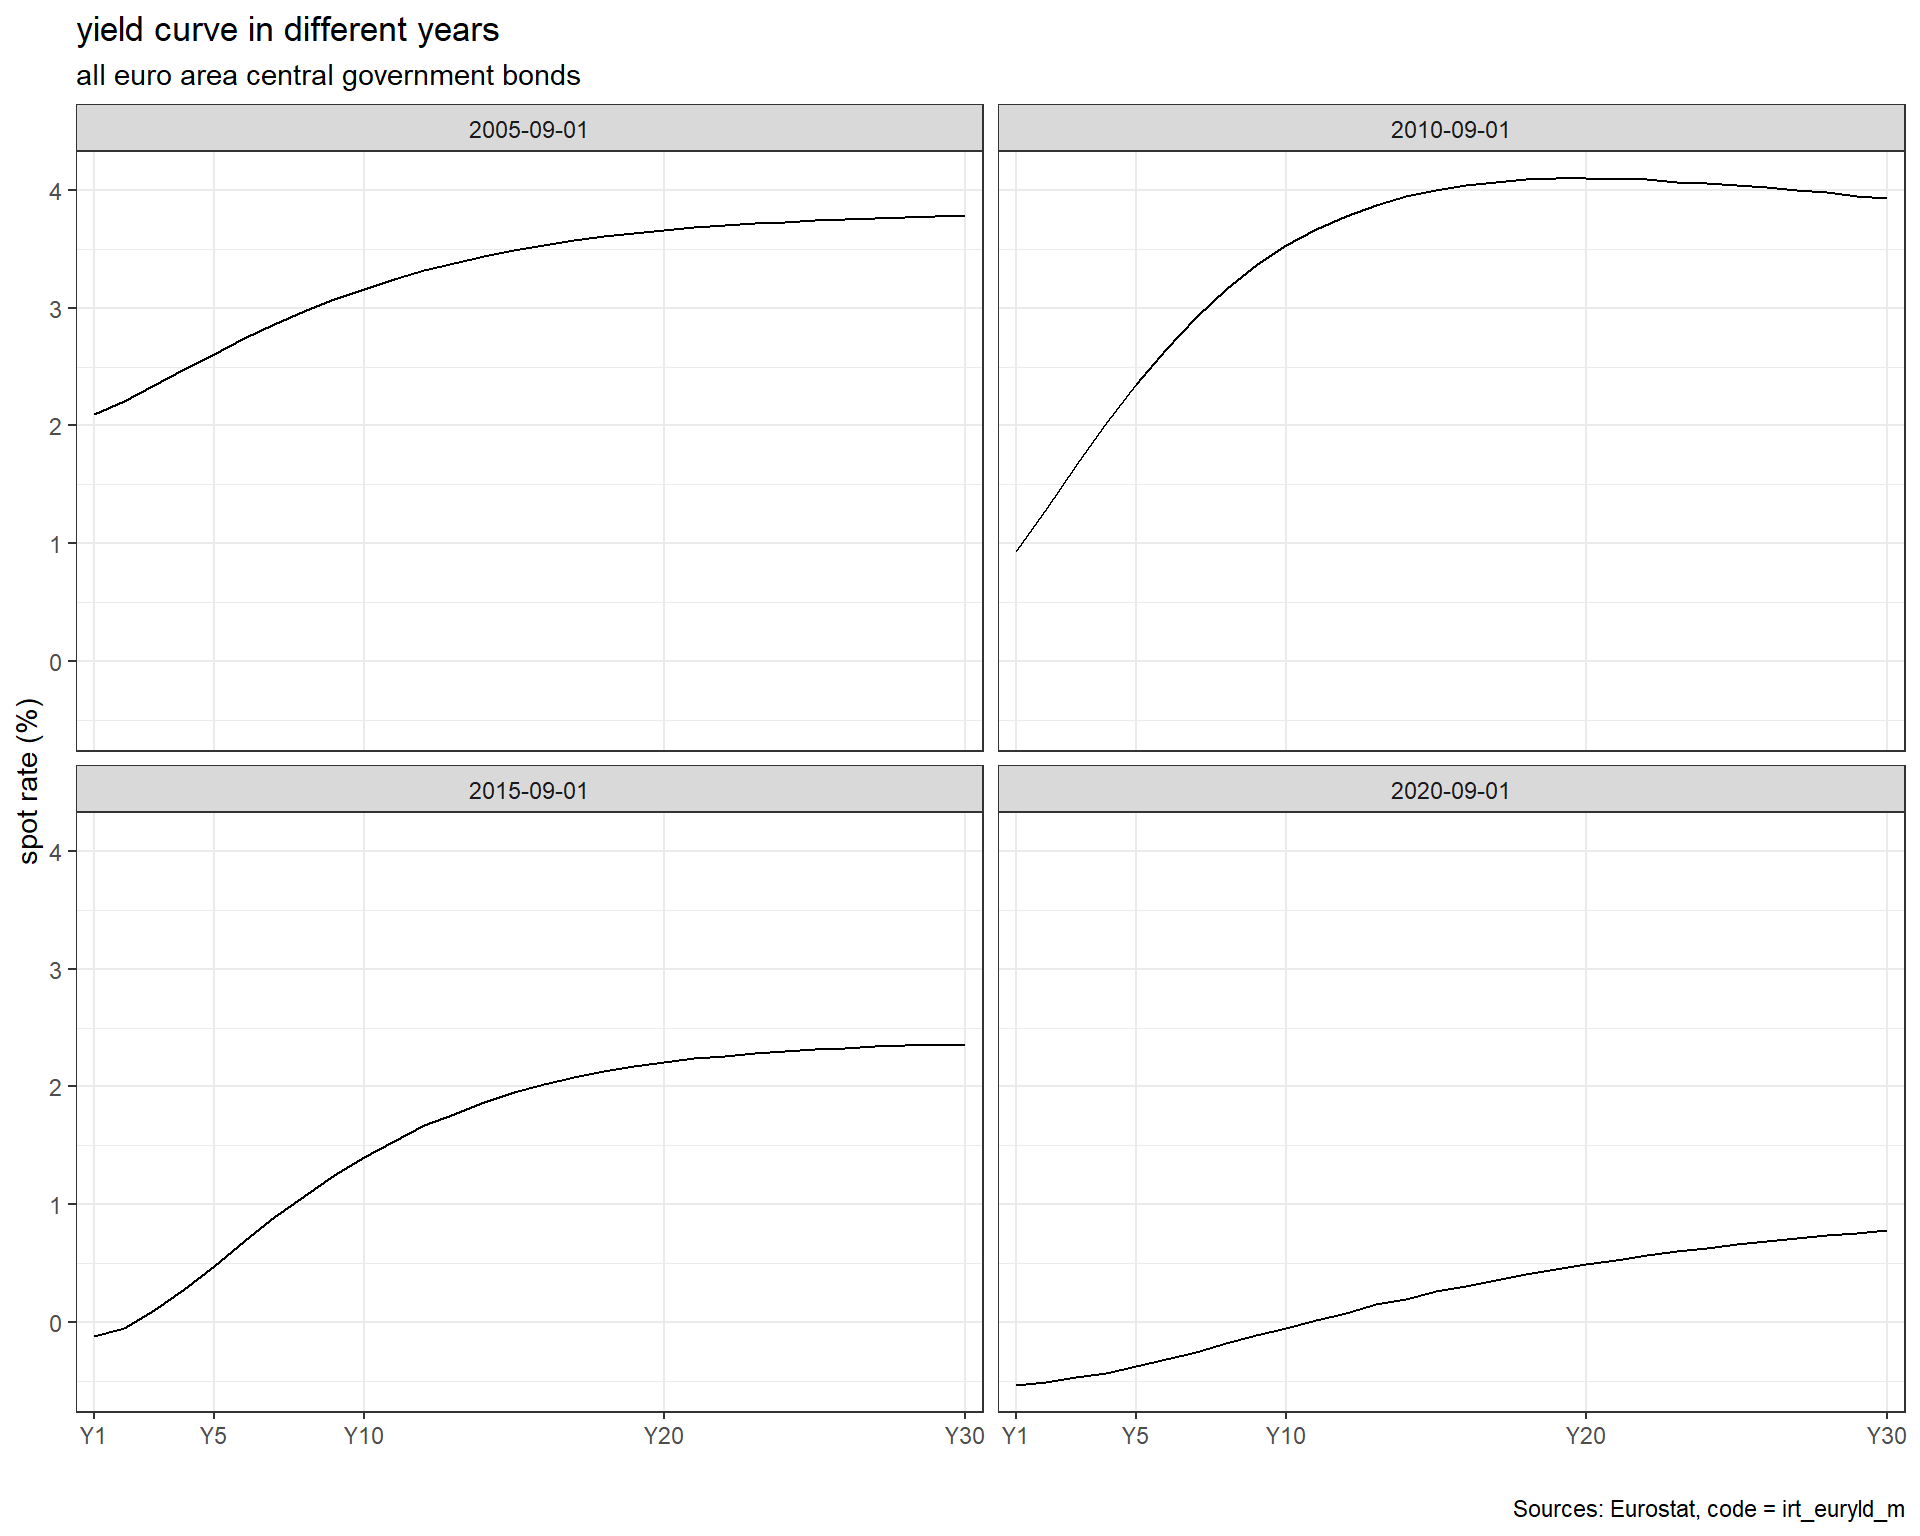 yield curve in different years
all euro area central government bonds
2005-09-01
2010-09-01
4
3
2
1
0
spot rate (%)
2015-09-01
2020-09-01
4
3
2
1
0
Y1 Y5 Y10 Y20 Y30
Y1 Y5 Y10 Y20 Y30
Sources: Eurostat, code = irt_euryld_m